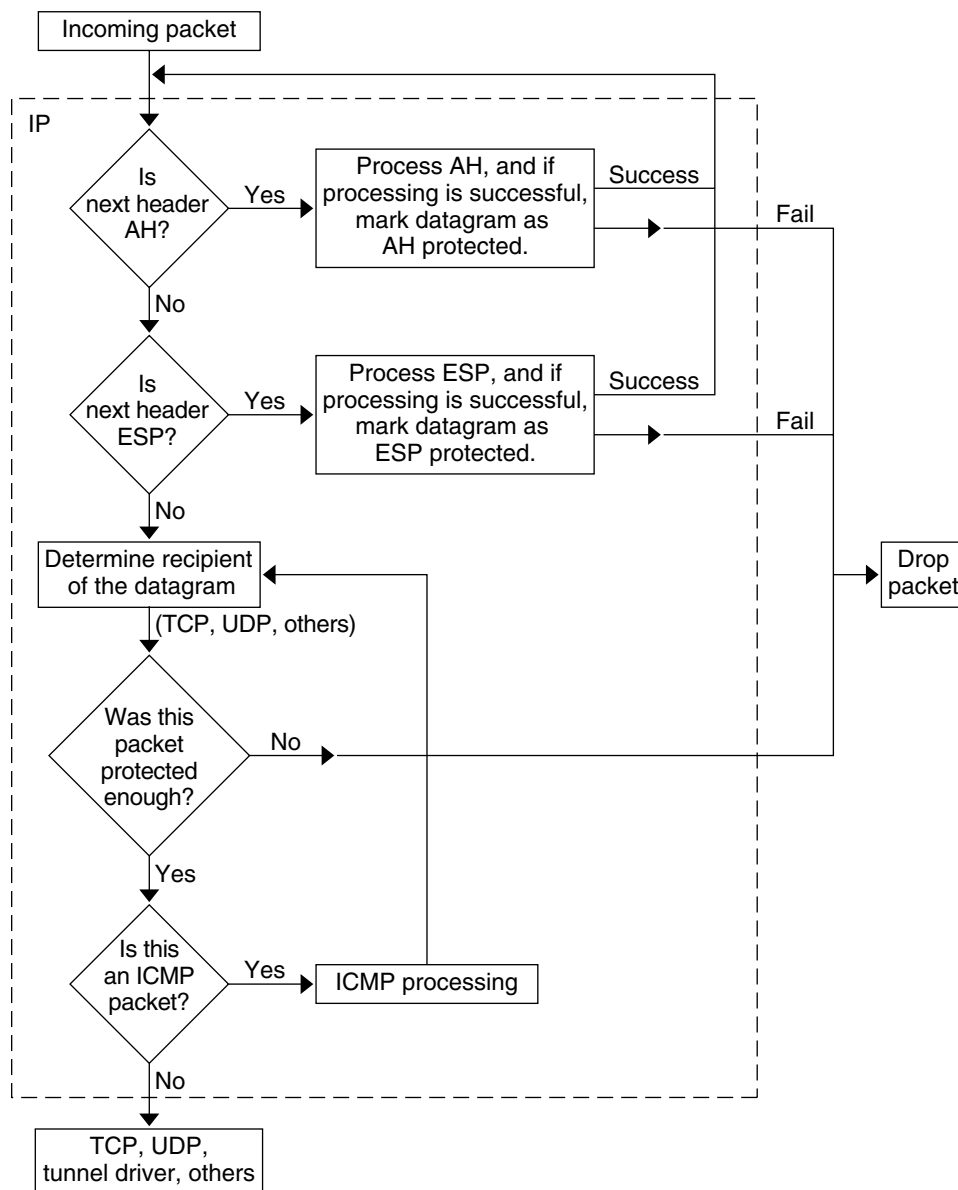 Incoming packet
IP
Is
next header
AH?
Yes
Process AH, and if
processing is successful,
mark datagram as
AH protected.
Success
Fail
No
Is
next header
ESP?
Yes
Process ESP, and if
processing is successful,
mark datagram as
ESP protected.
Success
Fail
No
Determine recipient
of the datagram
Drop
packet
(TCP, UDP, others)
Was this
packet
protected
enough?
No
Yes
Is this
an ICMP
packet?
Yes
ICMP processing
No
TCP, UDP,
tunnel driver, others